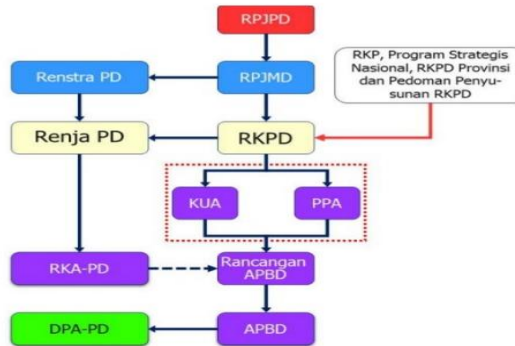 RPJPD
RKP, Program Strategis
Nasional, RKPD Provinsi
dan Pedoman Penyu-
sunan RKPD
Renstra PD
RPJMD
Renja PD
RKPD
KUA
PPA
RKA-PD
Rancangan
APBD
DPA-PD
APBD